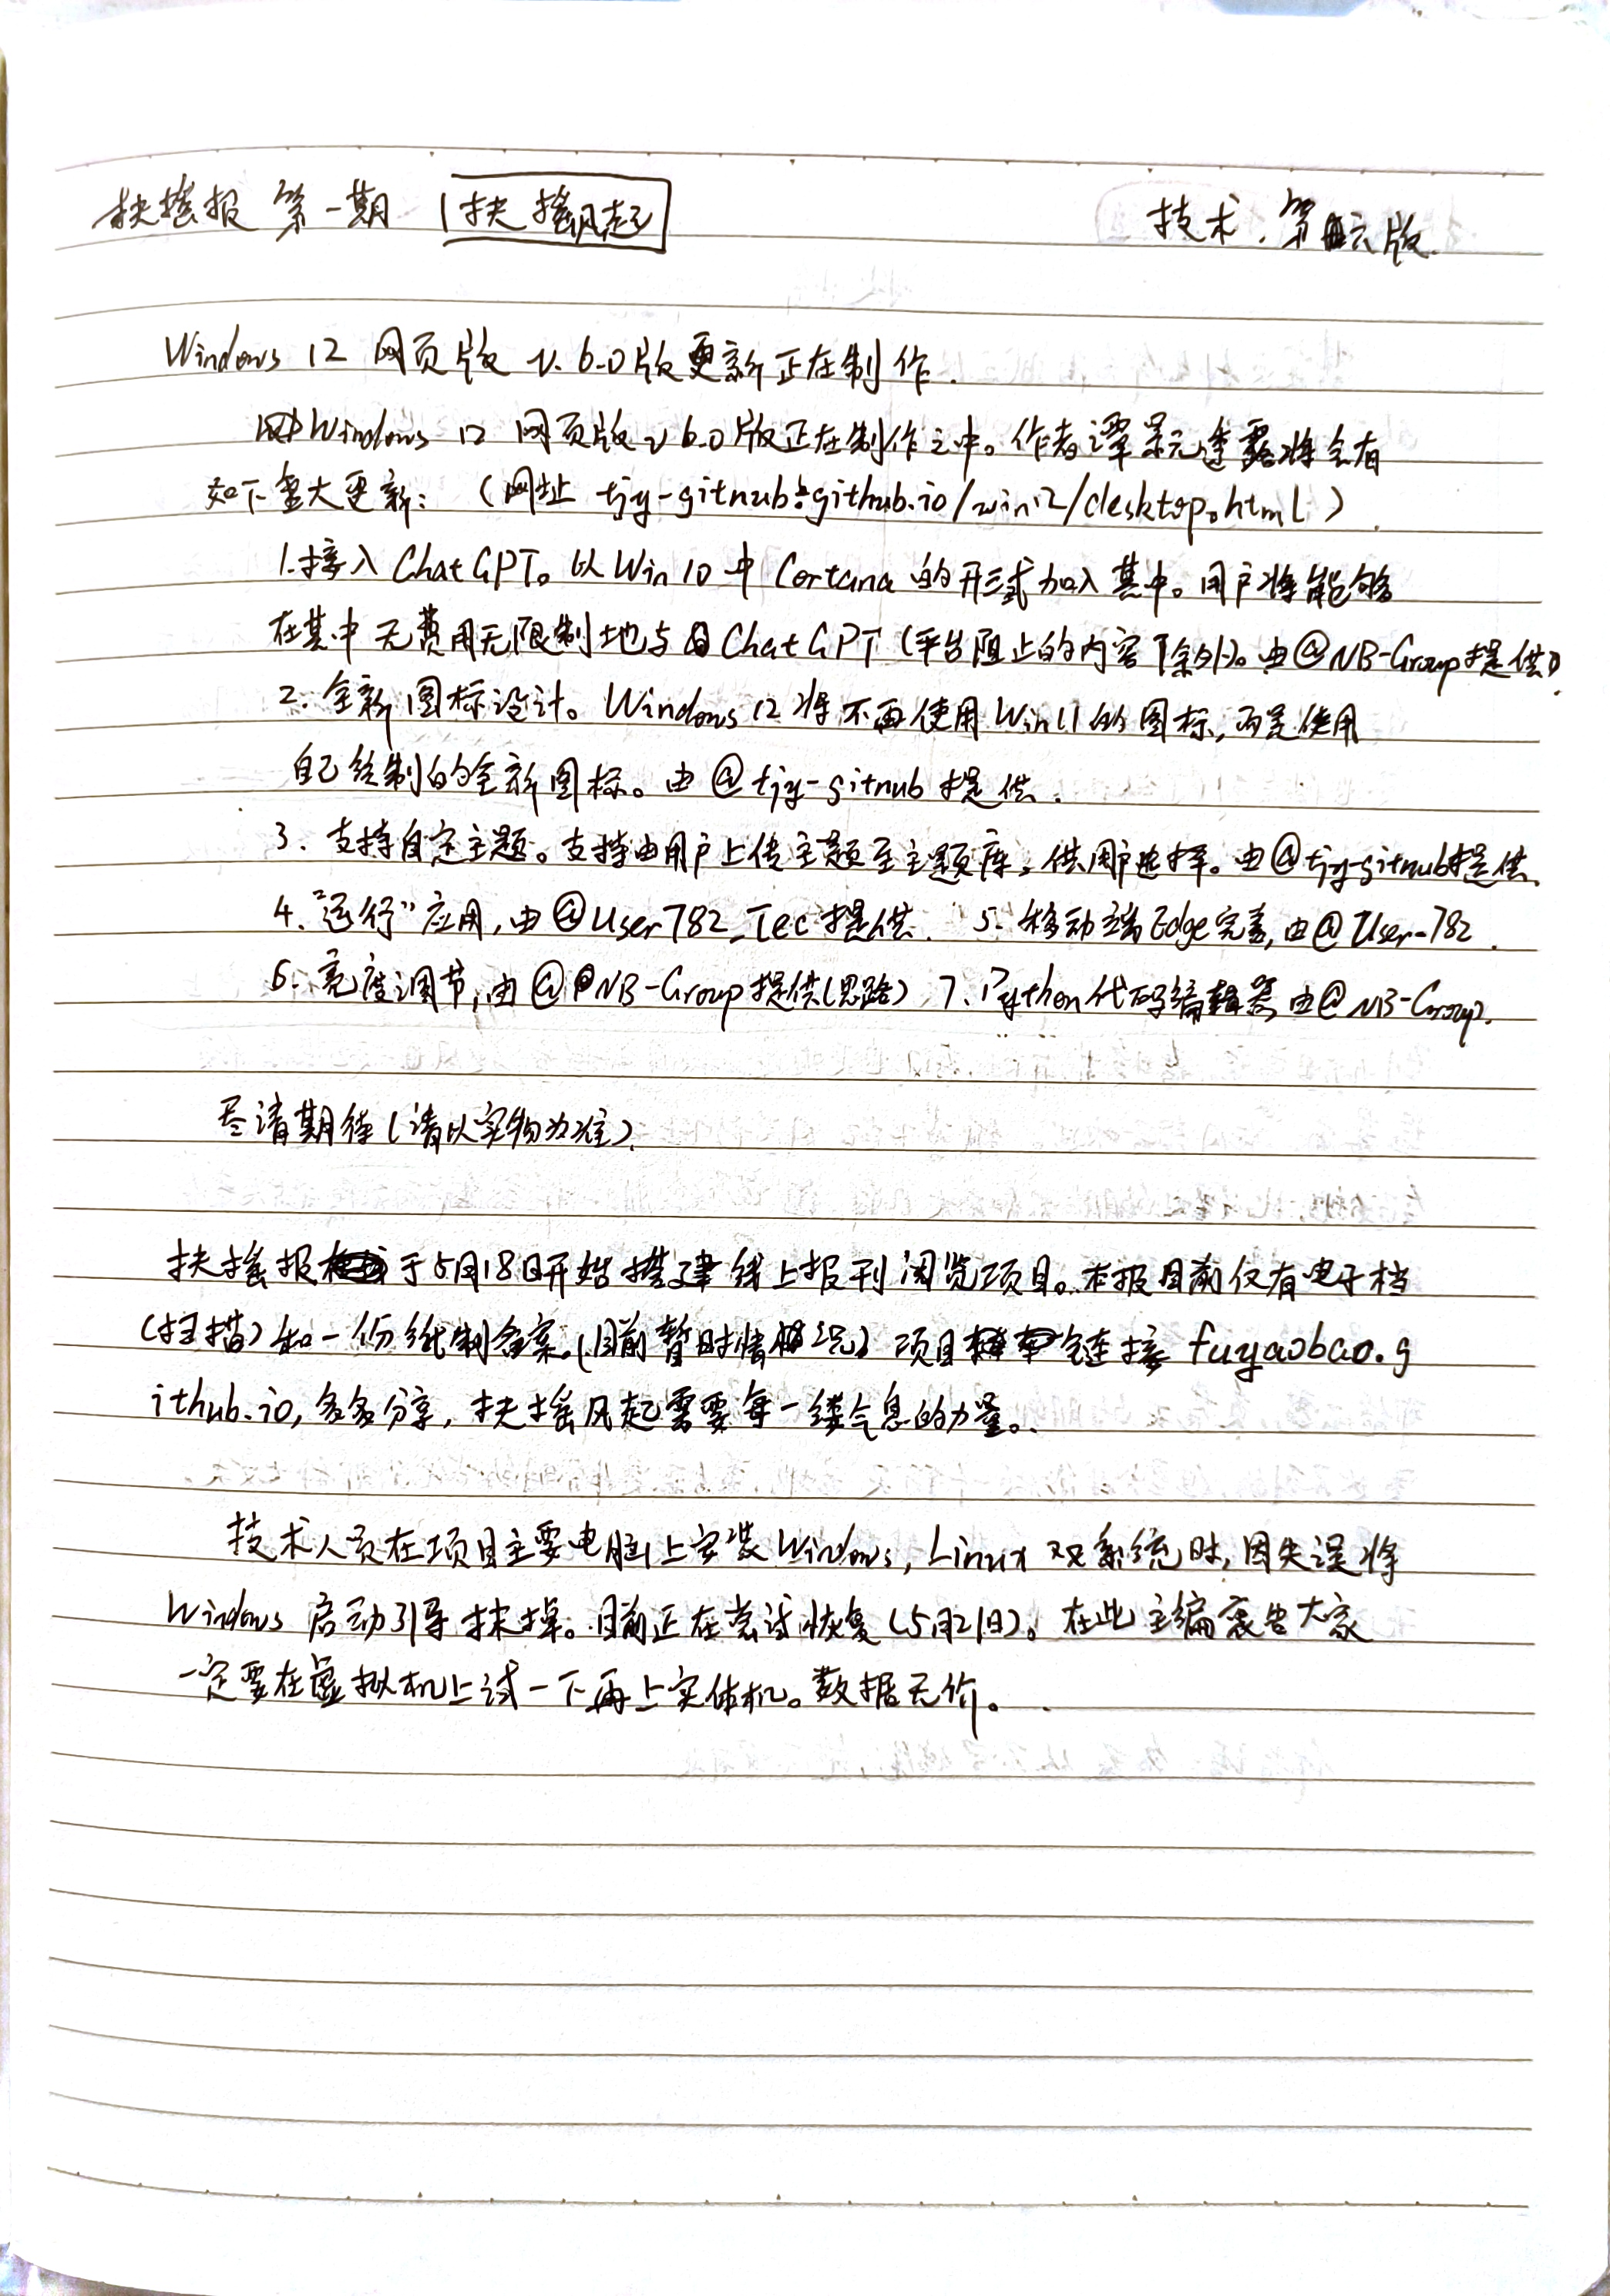 扶摇报 第一期 扶摇风起 技术.第六版.
Windows 12 网页版 v.6.0版更新正在制作.
Windows 12 网页版 v6.0版正在制作之中。作者谭景元透露将会有
如下重大更新：（网址 tjy-gitnub.github.io/win12/desktop.html）
1.接入ChatGPT。以Win10中Cortana的形式加入其中。用户将能够
在其中无费用无限制地与ChatGPT（平台阻止的内容除外）。由@NB-Group提供)
2.全新图标设计。Windows 12将不再使用Win11的图标，而是使用
自己绘制的全新图标。由@tjy-gitnub提供.
3.支持自定主题。支持由用户上传主题至主题库，供用户选择。由@tjy-gitnub提供.
4.“运行”应用，由@User782_Tec提供. 5.移动端Edge完善，由@User-782.
6.亮度调节，由@NB-Group提供(思路) 7.Python代码编辑器，由@NB-Group.
尽请期待（请以实物为准）.
扶摇报于5月18日开始搭建线上报刊阅览项目。本报目前仅有电子档
(扫描)和一份纸制备案。(目前暂时情况) 项目链接 fuyaobao.g
ithub.io，多多分享，扶摇风起需要每一缕气息的力量。
技术人员在项目主要电脑上安装Windows，Linux双系统时，因失误将
Windows 启动引导抹掉。目前正在尝试恢复(5月21日)。在此主编哀告大家
一定要在虚拟机上试一下再上实体机。数据无价。